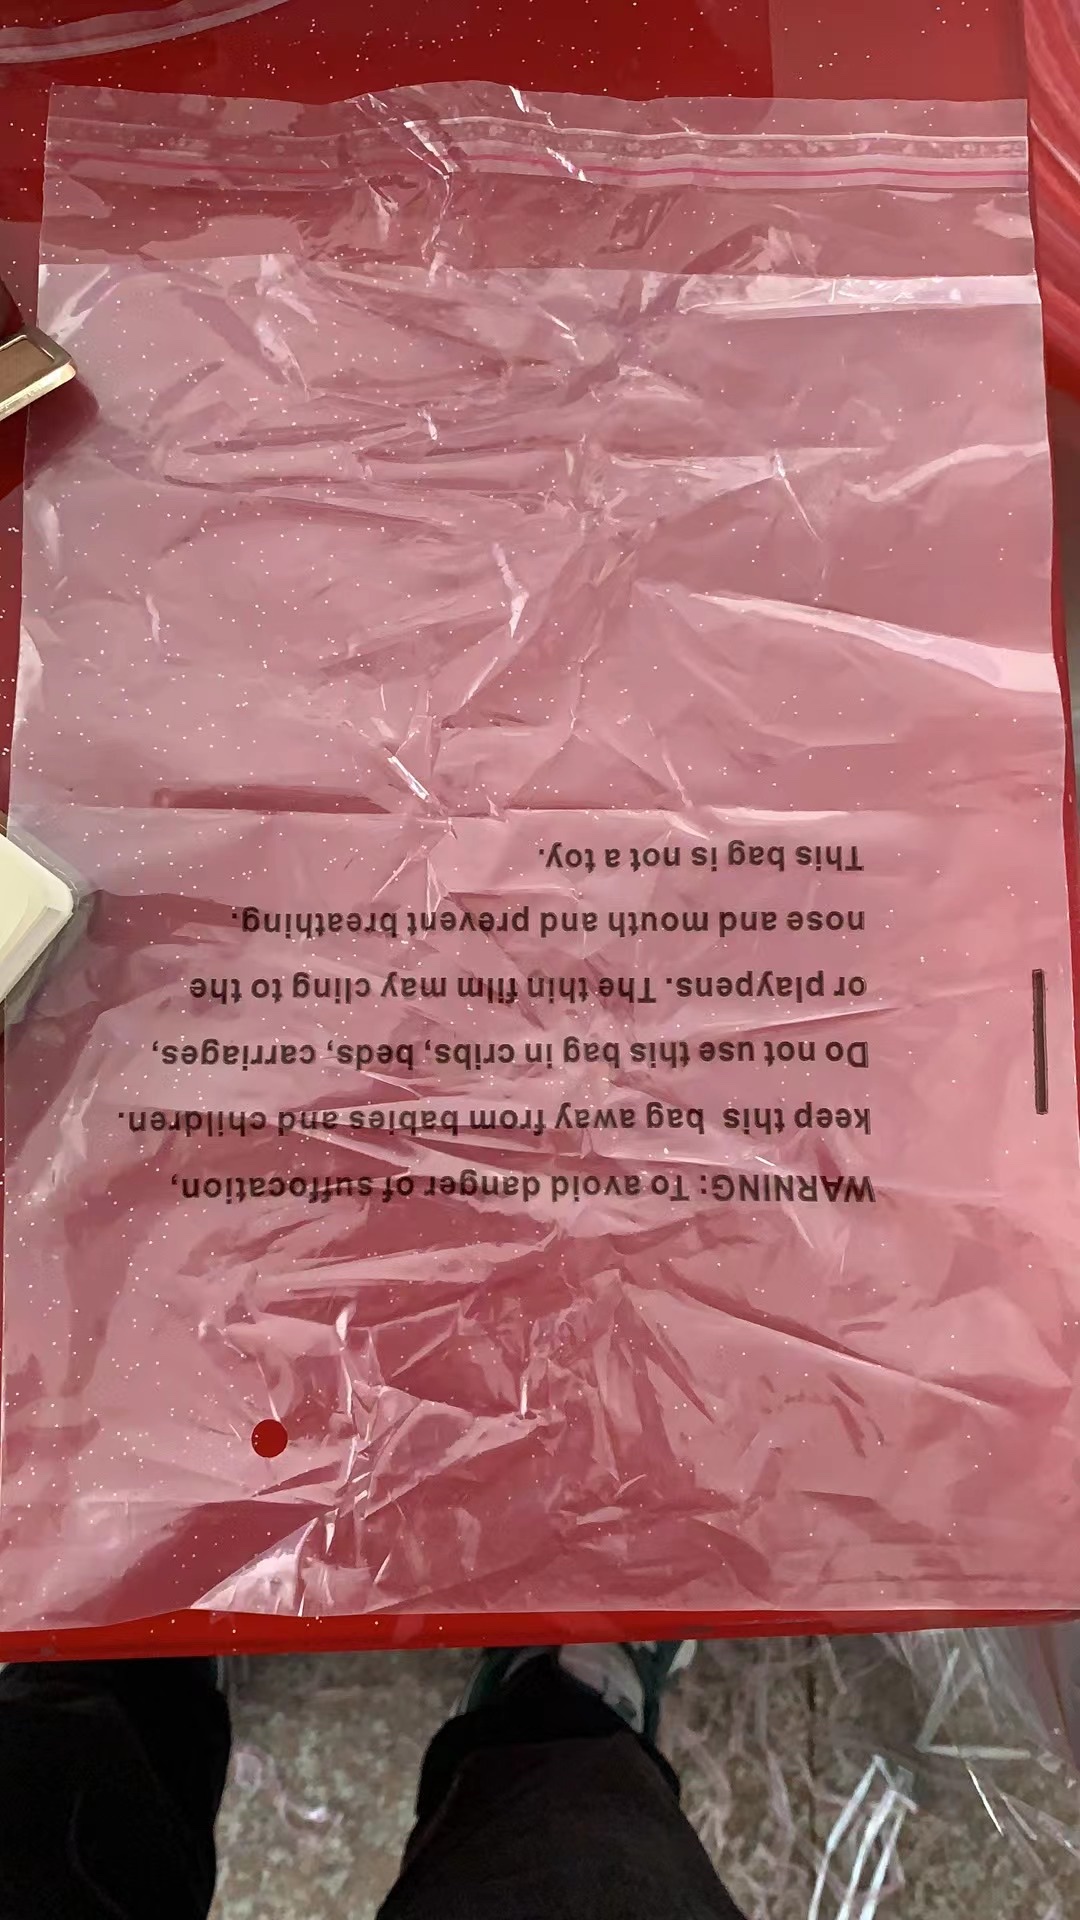 WARNING: To avoid danger of suffocation,
keep this bag away from babies and children.
Do not use this bag in cribs, beds, carriages,
or playpens. The thin film may cling to the
nose and mouth and prevent breathing.
This bag is not a toy.